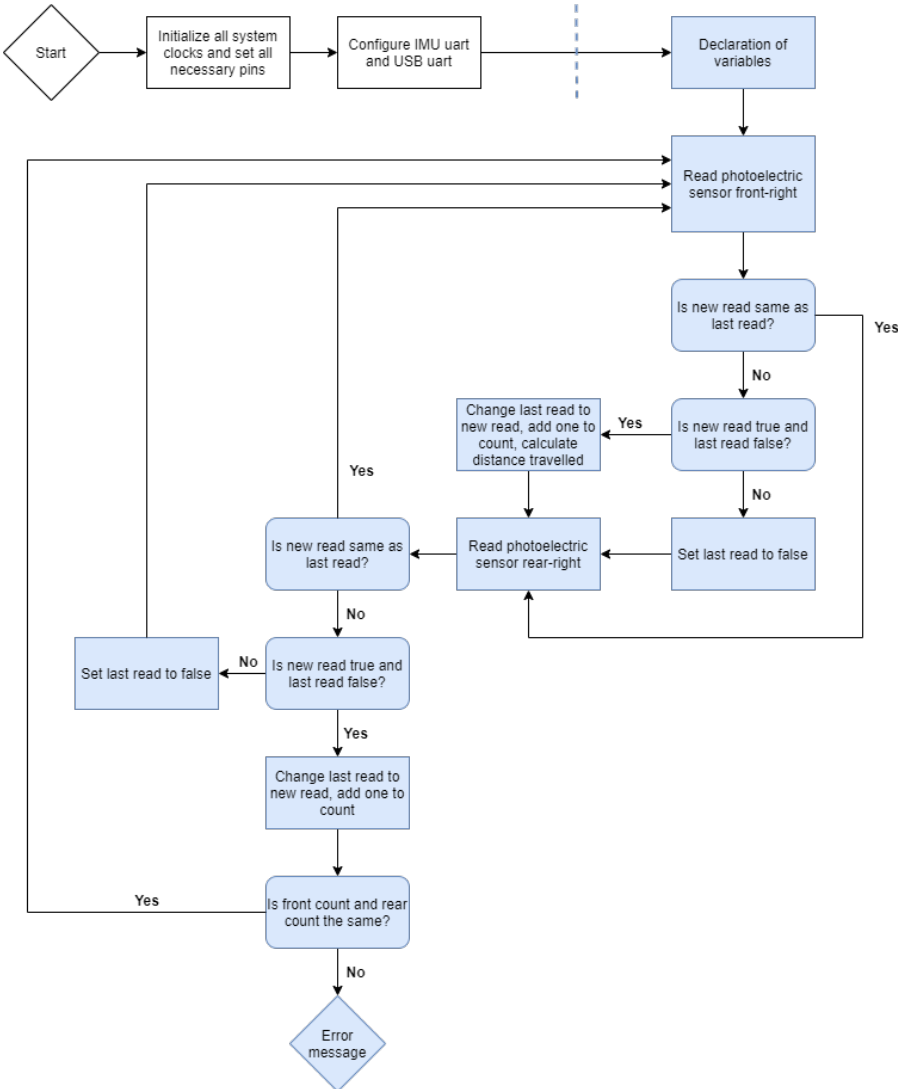 Start
Initialize all system
clocks and set all
necessary pins
Configure IMU uart
and USB uart
Declaration of
variables
Read photoelectric
sensor front-right
Is new read same as
last read?
Yes
No
Is new read true and
last read false?
Yes
Change last read to
new read, add one to
count, calculate
distance travelled
No
Set last read to false
Read photoelectric
sensor rear-right
Is new read same as
last read?
Yes
No
Is new read true and
last read false?
No
Set last read to false
Yes
Change last read to
new read, add one to
count
Is front count and rear
count the same?
Yes
No
Error
message